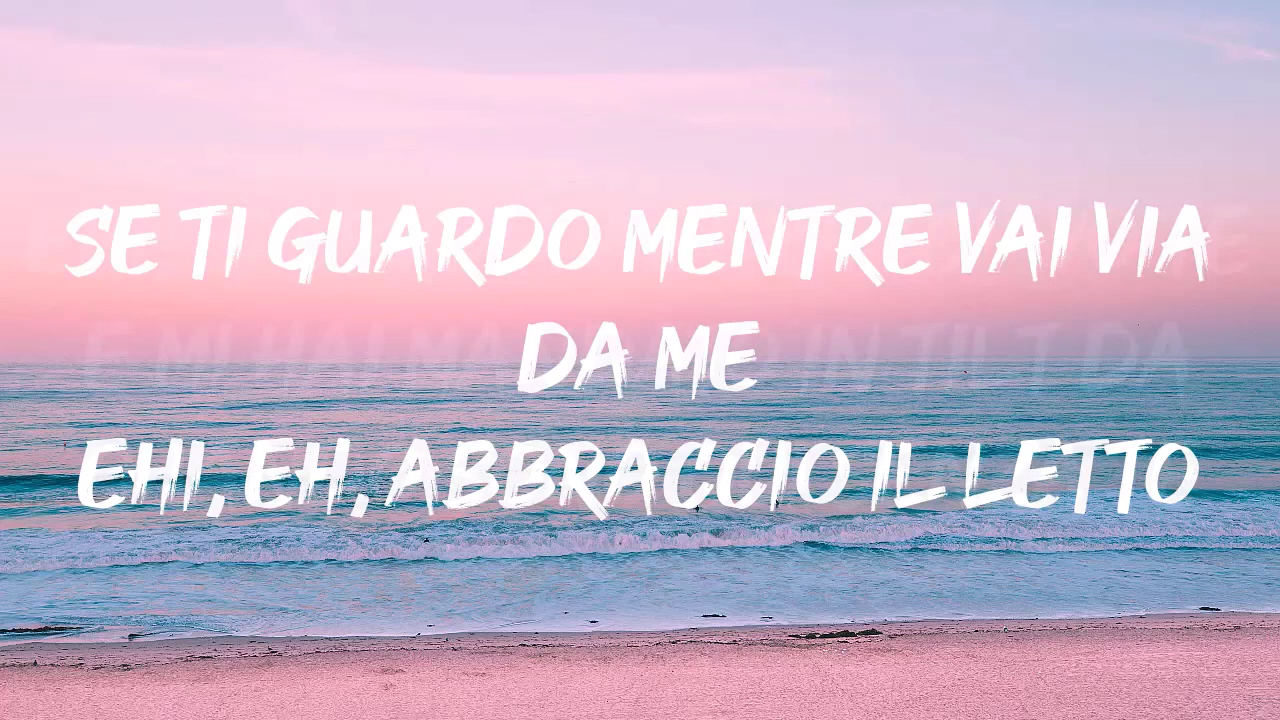 SE TI GUARDO MENTRE VAI VIA
DA ME
EHI, EH, ABBRACCIO IL LETTO